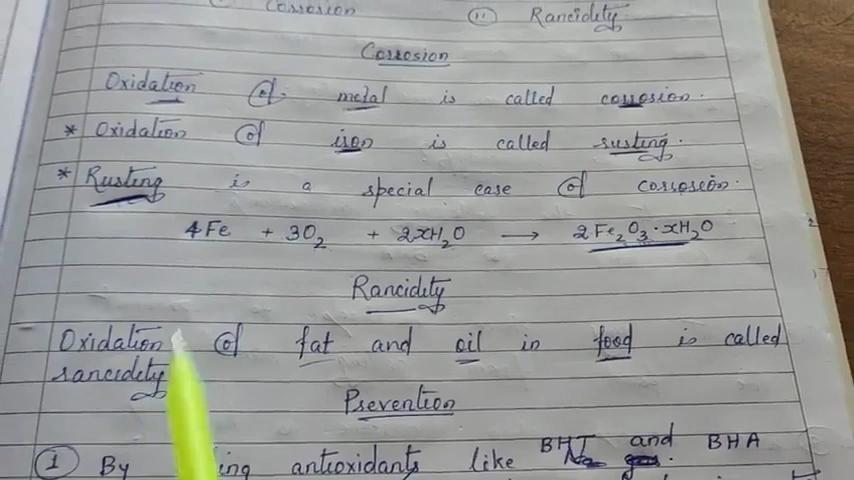 Corrosion (ii) Rancidity
Corrosion
Oxidation of metal is called corrosion.
* Oxidation of iron is called rusting.
* Rusting is a special case of corrosion.
4Fe + 3O₂ + 2xH₂O → 2Fe₂O₃·xH₂O
Rancidity
Oxidation of fat and oil in food is called
rancidity
Prevention
① By antioxidants like BHT and BHA